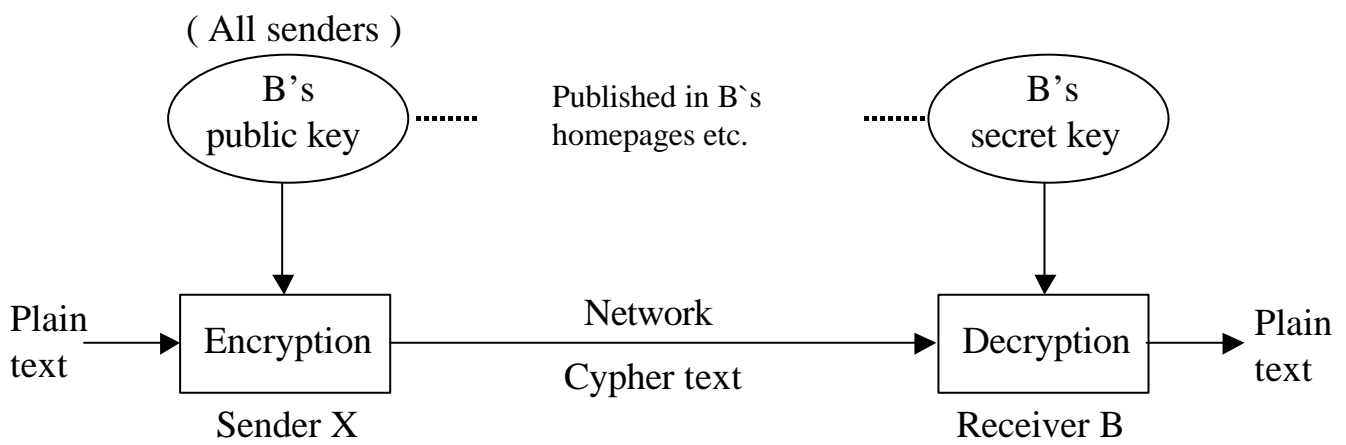 ( All senders )
B’s
public key
Published in B`s
homepages etc.
B’s
secret key
Plain
text
Encryption
Network
Cypher text
Decryption
Plain
text
Sender X
Receiver B